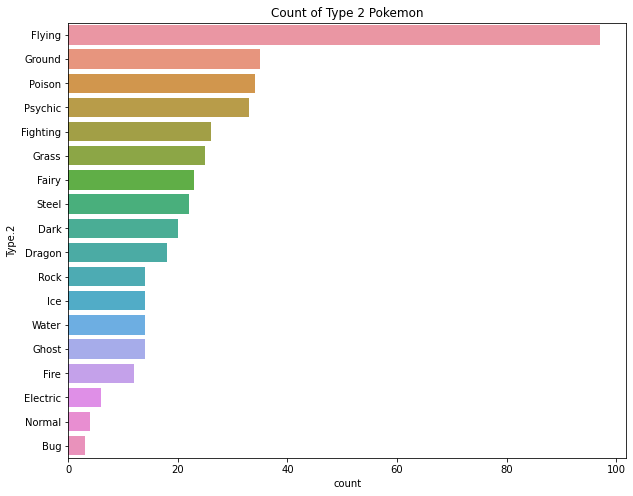 Count of Type 2 Pokemon
Type.2
Flying
Ground
Poison
Psychic
Fighting
Grass
Fairy
Steel
Dark
Dragon
Rock
Ice
Water
Ghost
Fire
Electric
Normal
Bug
0 20 40 60 80 100
count